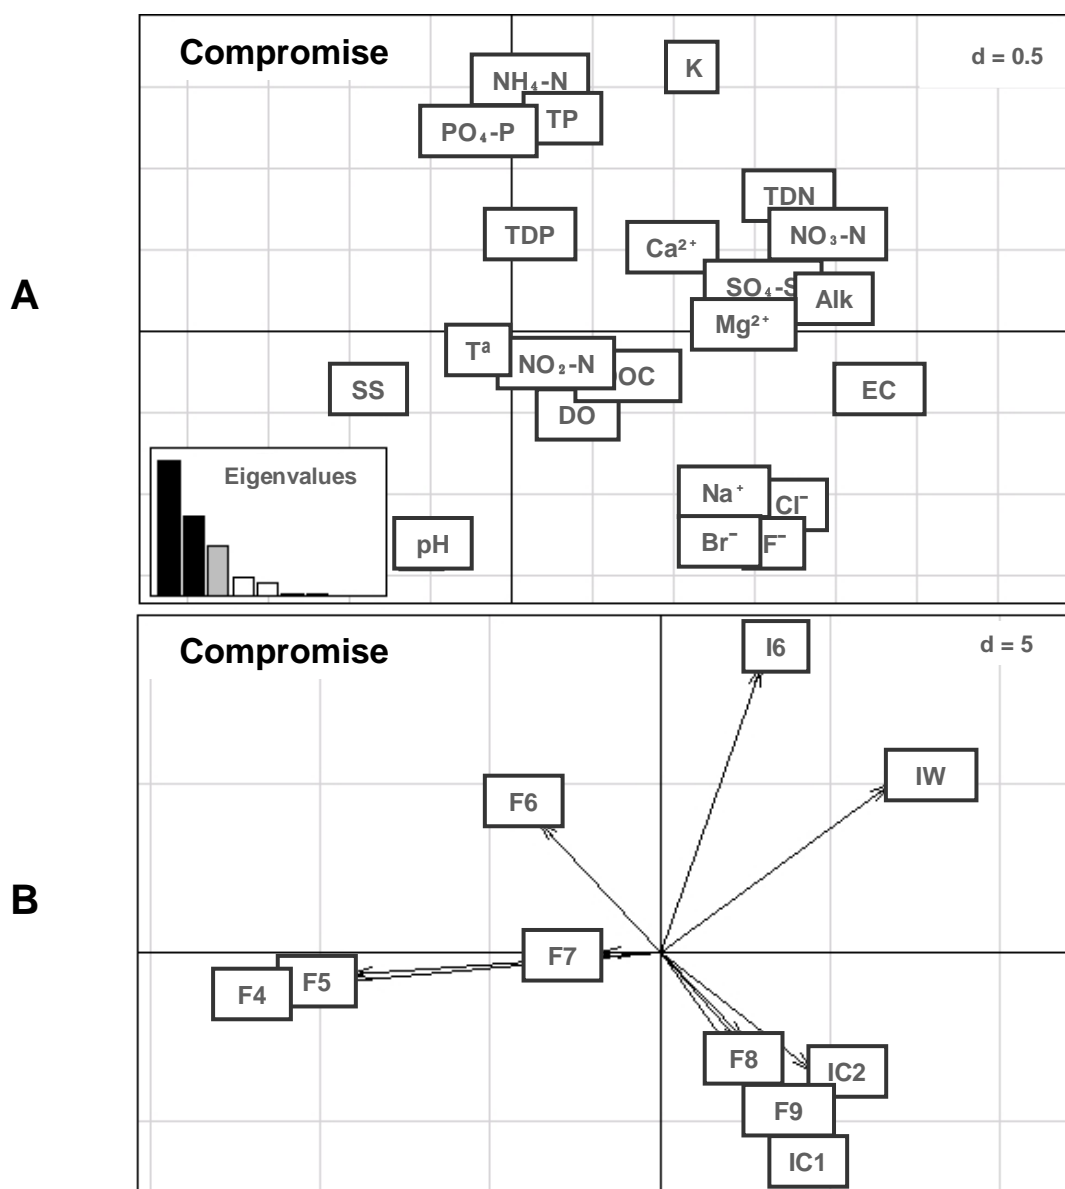 Compromise
d = 0.5
K
NH₄-N
TP
PO₄-P
TDN
TDP
NO₃-N
Ca²⁺
SO₄-S
Alk
A
Mg²⁺
Tª
NO₂-N
OC
SS
EC
DO
Eigenvalues
Na⁺
Cl⁻
pH
Br⁻
F⁻
Compromise
d = 5
I6
IW
F6
B
F7
F5
F4
F8
IC2
F9
IC1